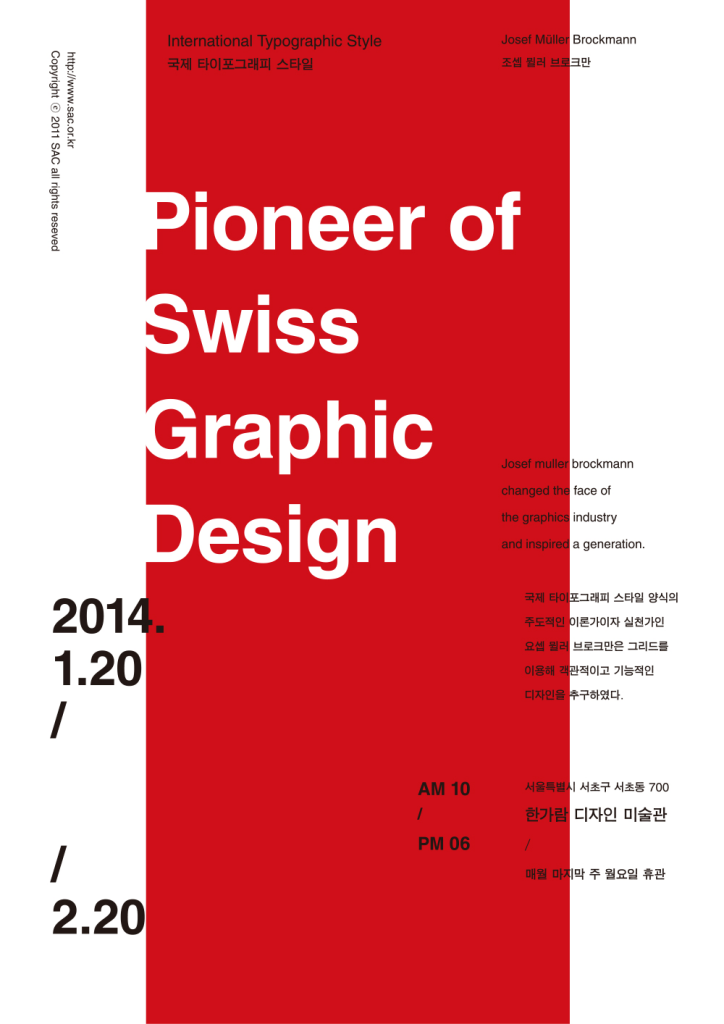 International Typographic Style
국제 타이포그래피 스타일
Josef Müller Brockmann
조셉 뮐러 브로크만
http://www.sac.or.kr
Copyright ⓒ 2011 SAC all rights reseved
Pioneer of
Swiss
Graphic
Design
Josef muller brockmann
changed the face of
the graphics industry
and inspired a generation.
국제 타이포그래피 스타일 양식의
주도적인 이론가이자 실천가인
요셉 뮐러 브로크만은 그리드를
이용해 객관적이고 기능적인
디자인을 추구하였다.
2014.
1.20
/
/
2.20
AM 10
/
PM 06
서울특별시 서초구 서초동 700
한가람 디자인 미술관
/
매월 마지막 주 월요일 휴관